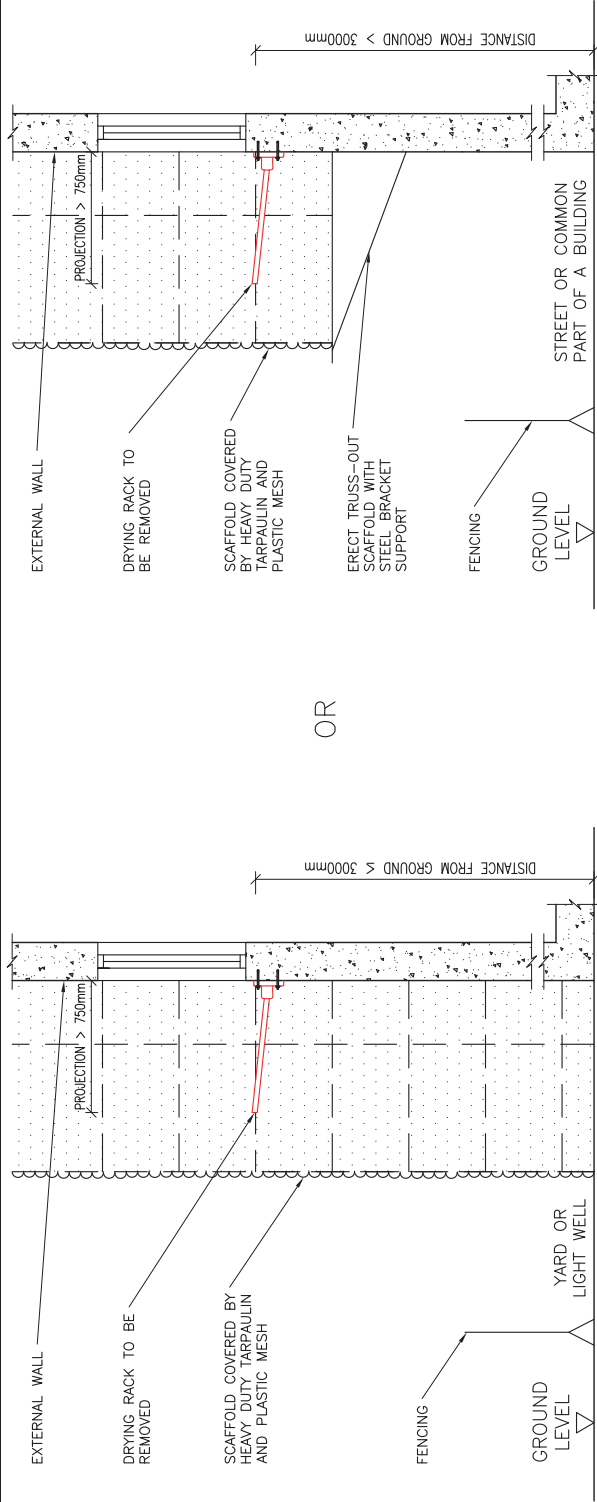 EXTERNAL WALL
PROJECTION > 750mm
DRYING RACK TO BE
REMOVED
SCAFFOLD COVERED BY
HEAVY DUTY TARPAULIN
AND PLASTIC MESH
DISTANCE FROM GROUND < 3000mm
FENCING
YARD OR
LIGHT WELL
GROUND
LEVEL
OR
EXTERNAL WALL
PROJECTION > 750mm
DRYING RACK TO
BE REMOVED
SCAFFOLD COVERED
BY HEAVY DUTY
TARPAULIN AND
PLASTIC MESH
ERECT TRUSS-OUT
SCAFFOLD WITH
STEEL BRACKET
SUPPORT
DISTANCE FROM GROUND > 3000mm
FENCING
STREET OR COMMON
PART OF A BUILDING
GROUND
LEVEL